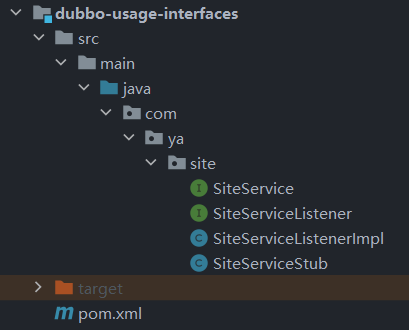 dubbo-usage-interfaces
src
main
java
com
ya
site
I SiteService
I SiteServiceListener
C SiteServiceListenerImpl
C SiteServiceStub
target
m pom.xml